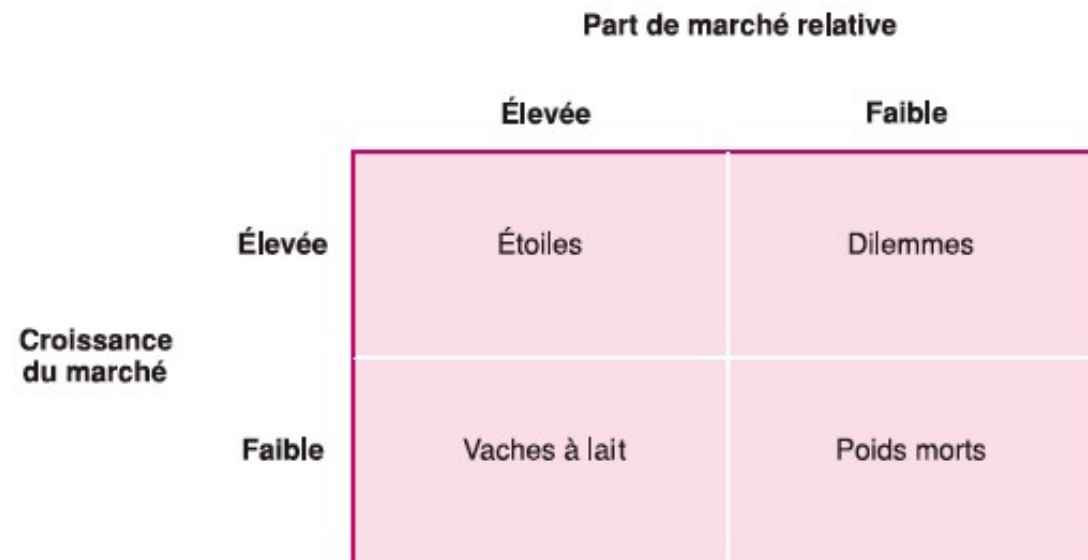 Part de marché relative
Élevée Faible
Élevée Étoiles Dilemmes
Croissance
du marché
Faible Vaches à lait Poids morts